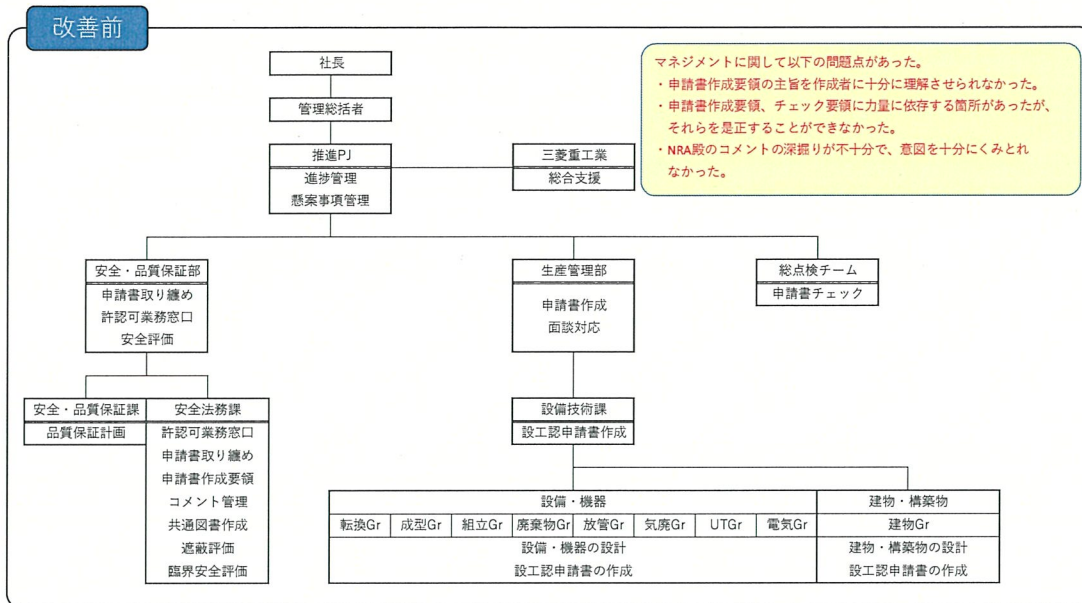 改善前
社長
管理総括者
推進PJ
進捗管理
懸案事項管理
三菱重工業
総合支援
マネジメントに関して以下の問題点があった。
・申請書作成要領の主旨を作成者に十分に理解させられなかった。
・申請書作成要領、チェック要領に力量に依存する箇所があったが、
それらを是正することができなかった。
・NRA殿のコメントの深掘りが不十分で、意図を十分にくみとれ
なかった。
安全・品質保証部
申請書取り纏め
許認可業務窓口
安全評価
生産管理部
申請書作成
面談対応
総点検チーム
申請書チェック
安全・品質保証課
品質保証計画
安全法務課
許認可業務窓口
申請書取り纏め
申請書作成要領
コメント管理
共通図書作成
遮蔽評価
臨界安全評価
設備技術課
設工認申請書作成
設備・機器
転換Gr 成型Gr 組立Gr 廃棄物Gr 放管Gr 気廃Gr UTGr 電気Gr
設備・機器の設計
設工認申請書の作成
建物・構築物
建物Gr
建物・構築物の設計
設工認申請書の作成